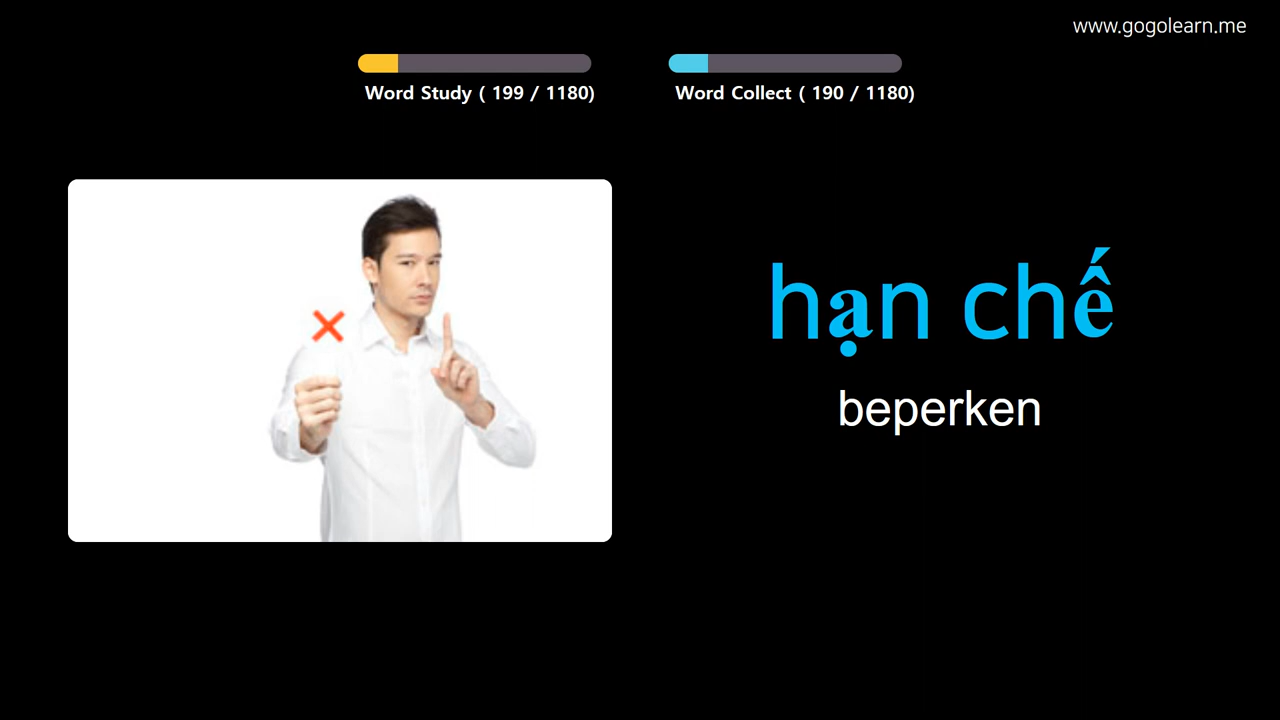 www.gogolearn.me
Word Study ( 199 / 1180)
Word Collect ( 190 / 1180)
hạn chế
beperken